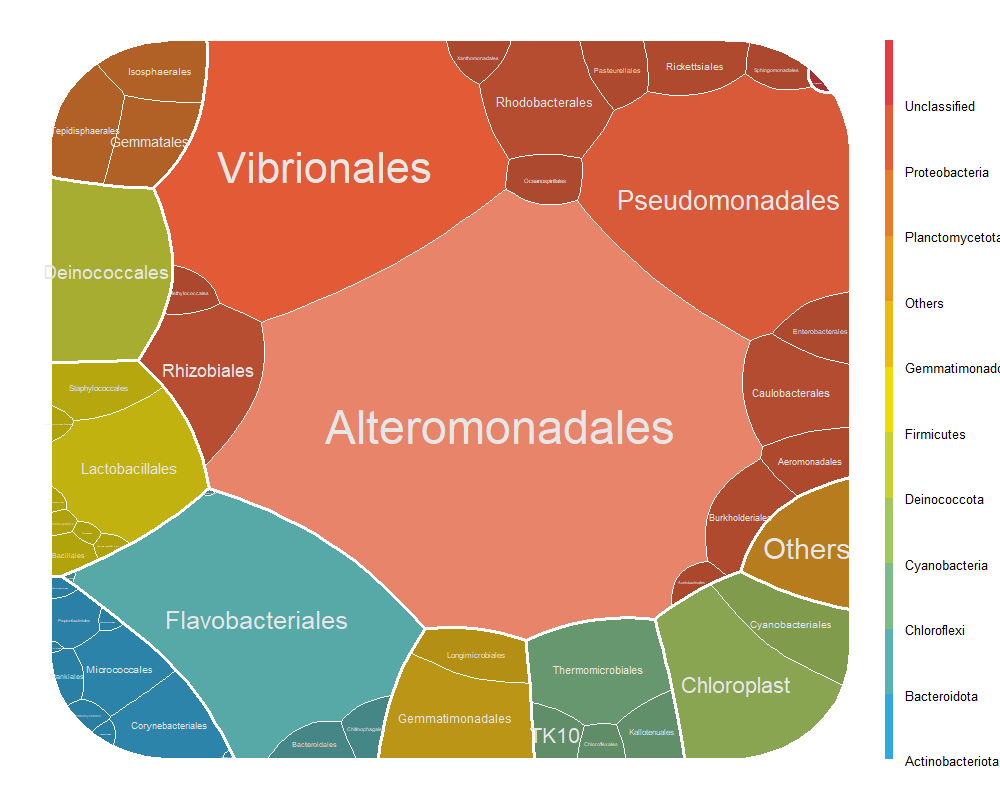 Isosphaerales
Tepidisphaerales
Gemmatales
Xanthomonadales
Pasteurellales
Rickettsiales
Sphingomonadales
Rhodobacterales
Vibrionales
Oceanospirillales
Pseudomonadales
Deinococcales
Methylococcales
Rhizobiales
Enterobacterales
Caulobacterales
Staphylococcales
Alteromonadales
Lactobacillales
Aeromonadales
Burkholderiales
Others
Bacillales
Flavobacteriales
Cyanobacteriales
Longimicrobiales
Micrococcales
Thermomicrobiales
Chloroplast
Frankiales
Corynebacteriales
Gemmatimonadales
Bacteroidales
Chitinophagales
TK10
Chloroflexales
Kallotenuales
Unclassified
Proteobacteria
Planctomycetota
Others
Gemmatimonado
Firmicutes
Deinococcota
Cyanobacteria
Chloroflexi
Bacteroidota
Actinobacteriota